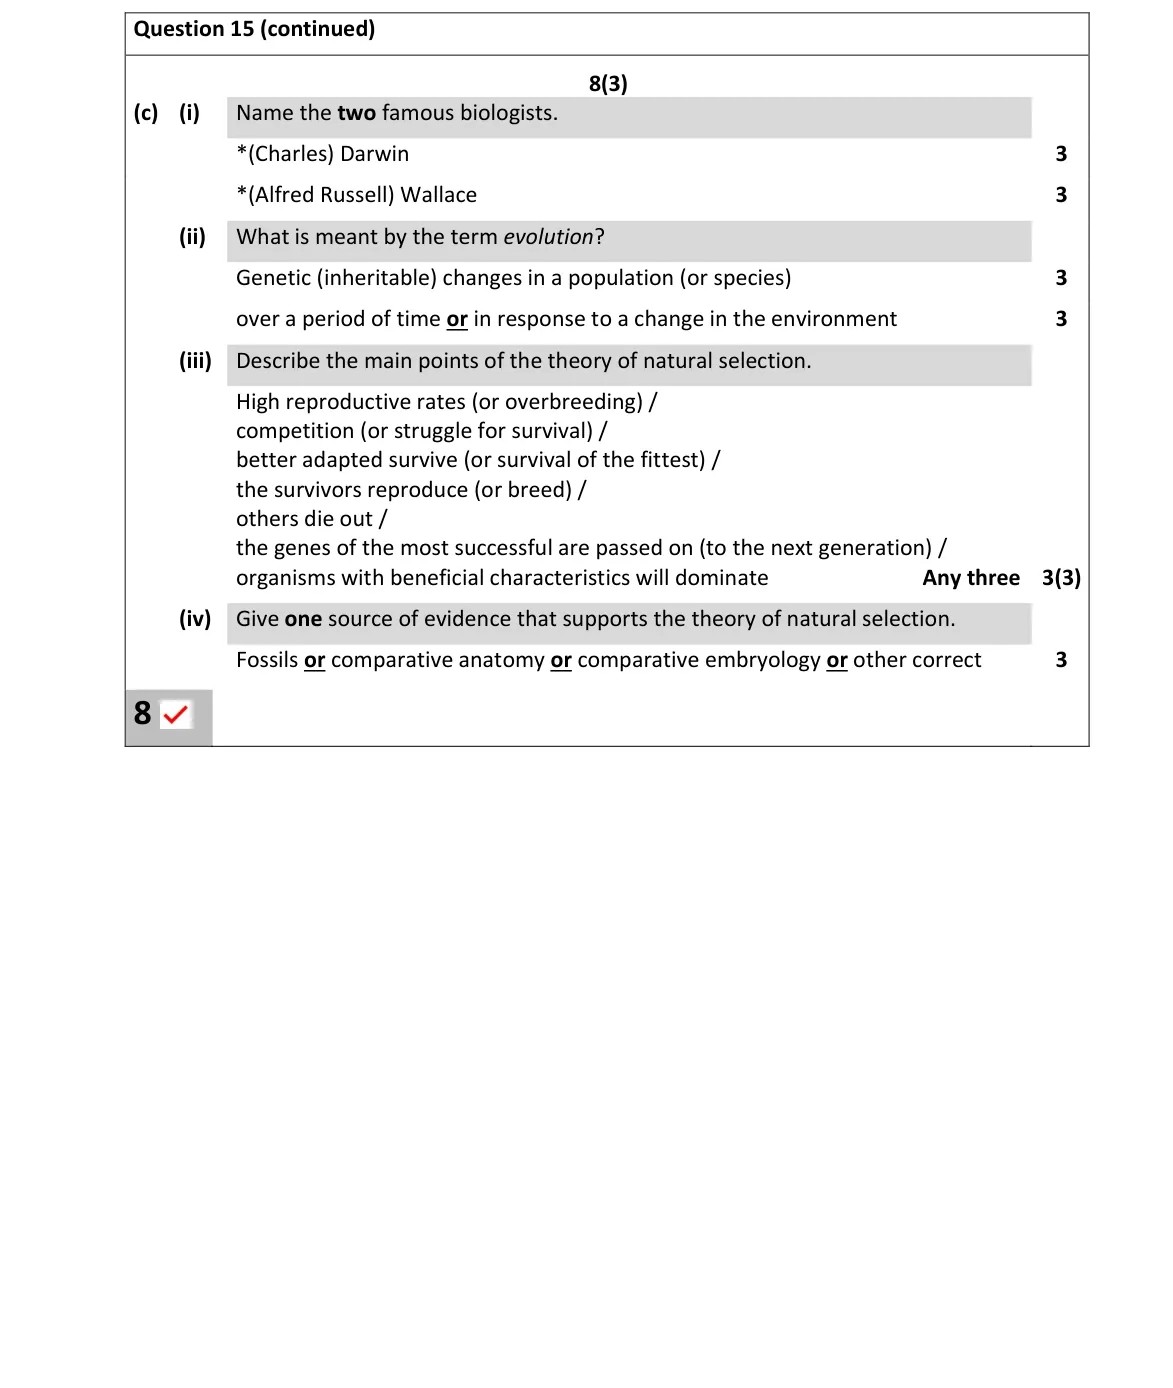 Question 15 (continued)
8(3)
(c) (i) Name the two famous biologists.
*(Charles) Darwin 3
*(Alfred Russell) Wallace 3
(ii) What is meant by the term evolution?
Genetic (inheritable) changes in a population (or species) 3
over a period of time or in response to a change in the environment 3
(iii) Describe the main points of the theory of natural selection.
High reproductive rates (or overbreeding) /
competition (or struggle for survival) /
better adapted survive (or survival of the fittest) /
the survivors reproduce (or breed) /
others die out /
the genes of the most successful are passed on (to the next generation) /
organisms with beneficial characteristics will dominate Any three 3(3)
(iv) Give one source of evidence that supports the theory of natural selection.
Fossils or comparative anatomy or comparative embryology or other correct 3
8